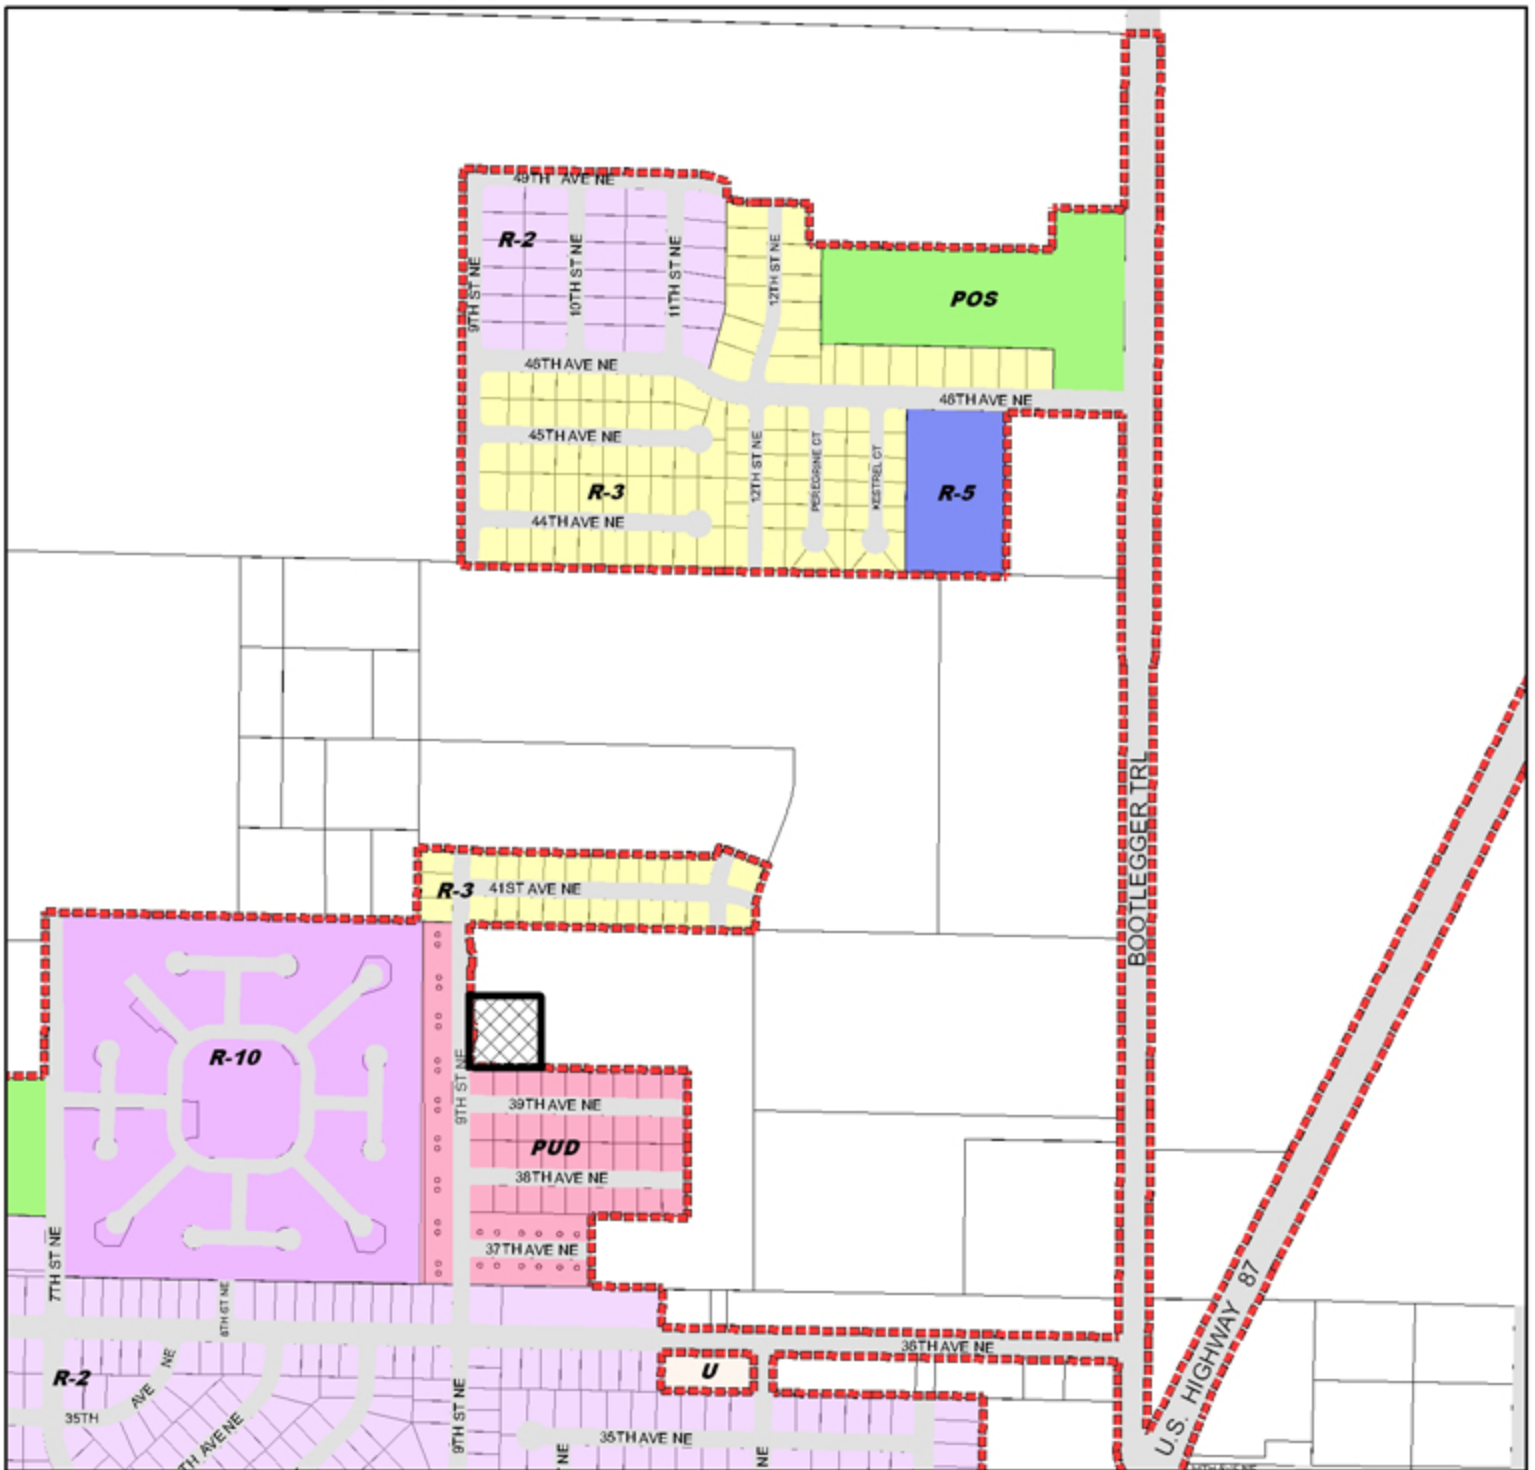 49TH AVE NE
R-2
9TH ST NE
10TH ST NE
11TH ST NE
12TH ST NE
POS
46TH AVE NE
46TH AVE NE
45TH AVE NE
12TH ST NE
PEREGRINE CT
KESTREL CT
R-3
R-5
44TH AVE NE
BOOTLEGGER TRL
R-3
41ST AVE NE
R-10
9TH ST NE
39TH AVE NE
PUD
38TH AVE NE
37TH AVE NE
7TH ST NE
8TH ST NE
U.S. HIGHWAY 87
36TH AVE NE
U
R-2
35TH AVE NE
TH AVE NE
9TH ST NE
35TH AVE NE
NE
NE